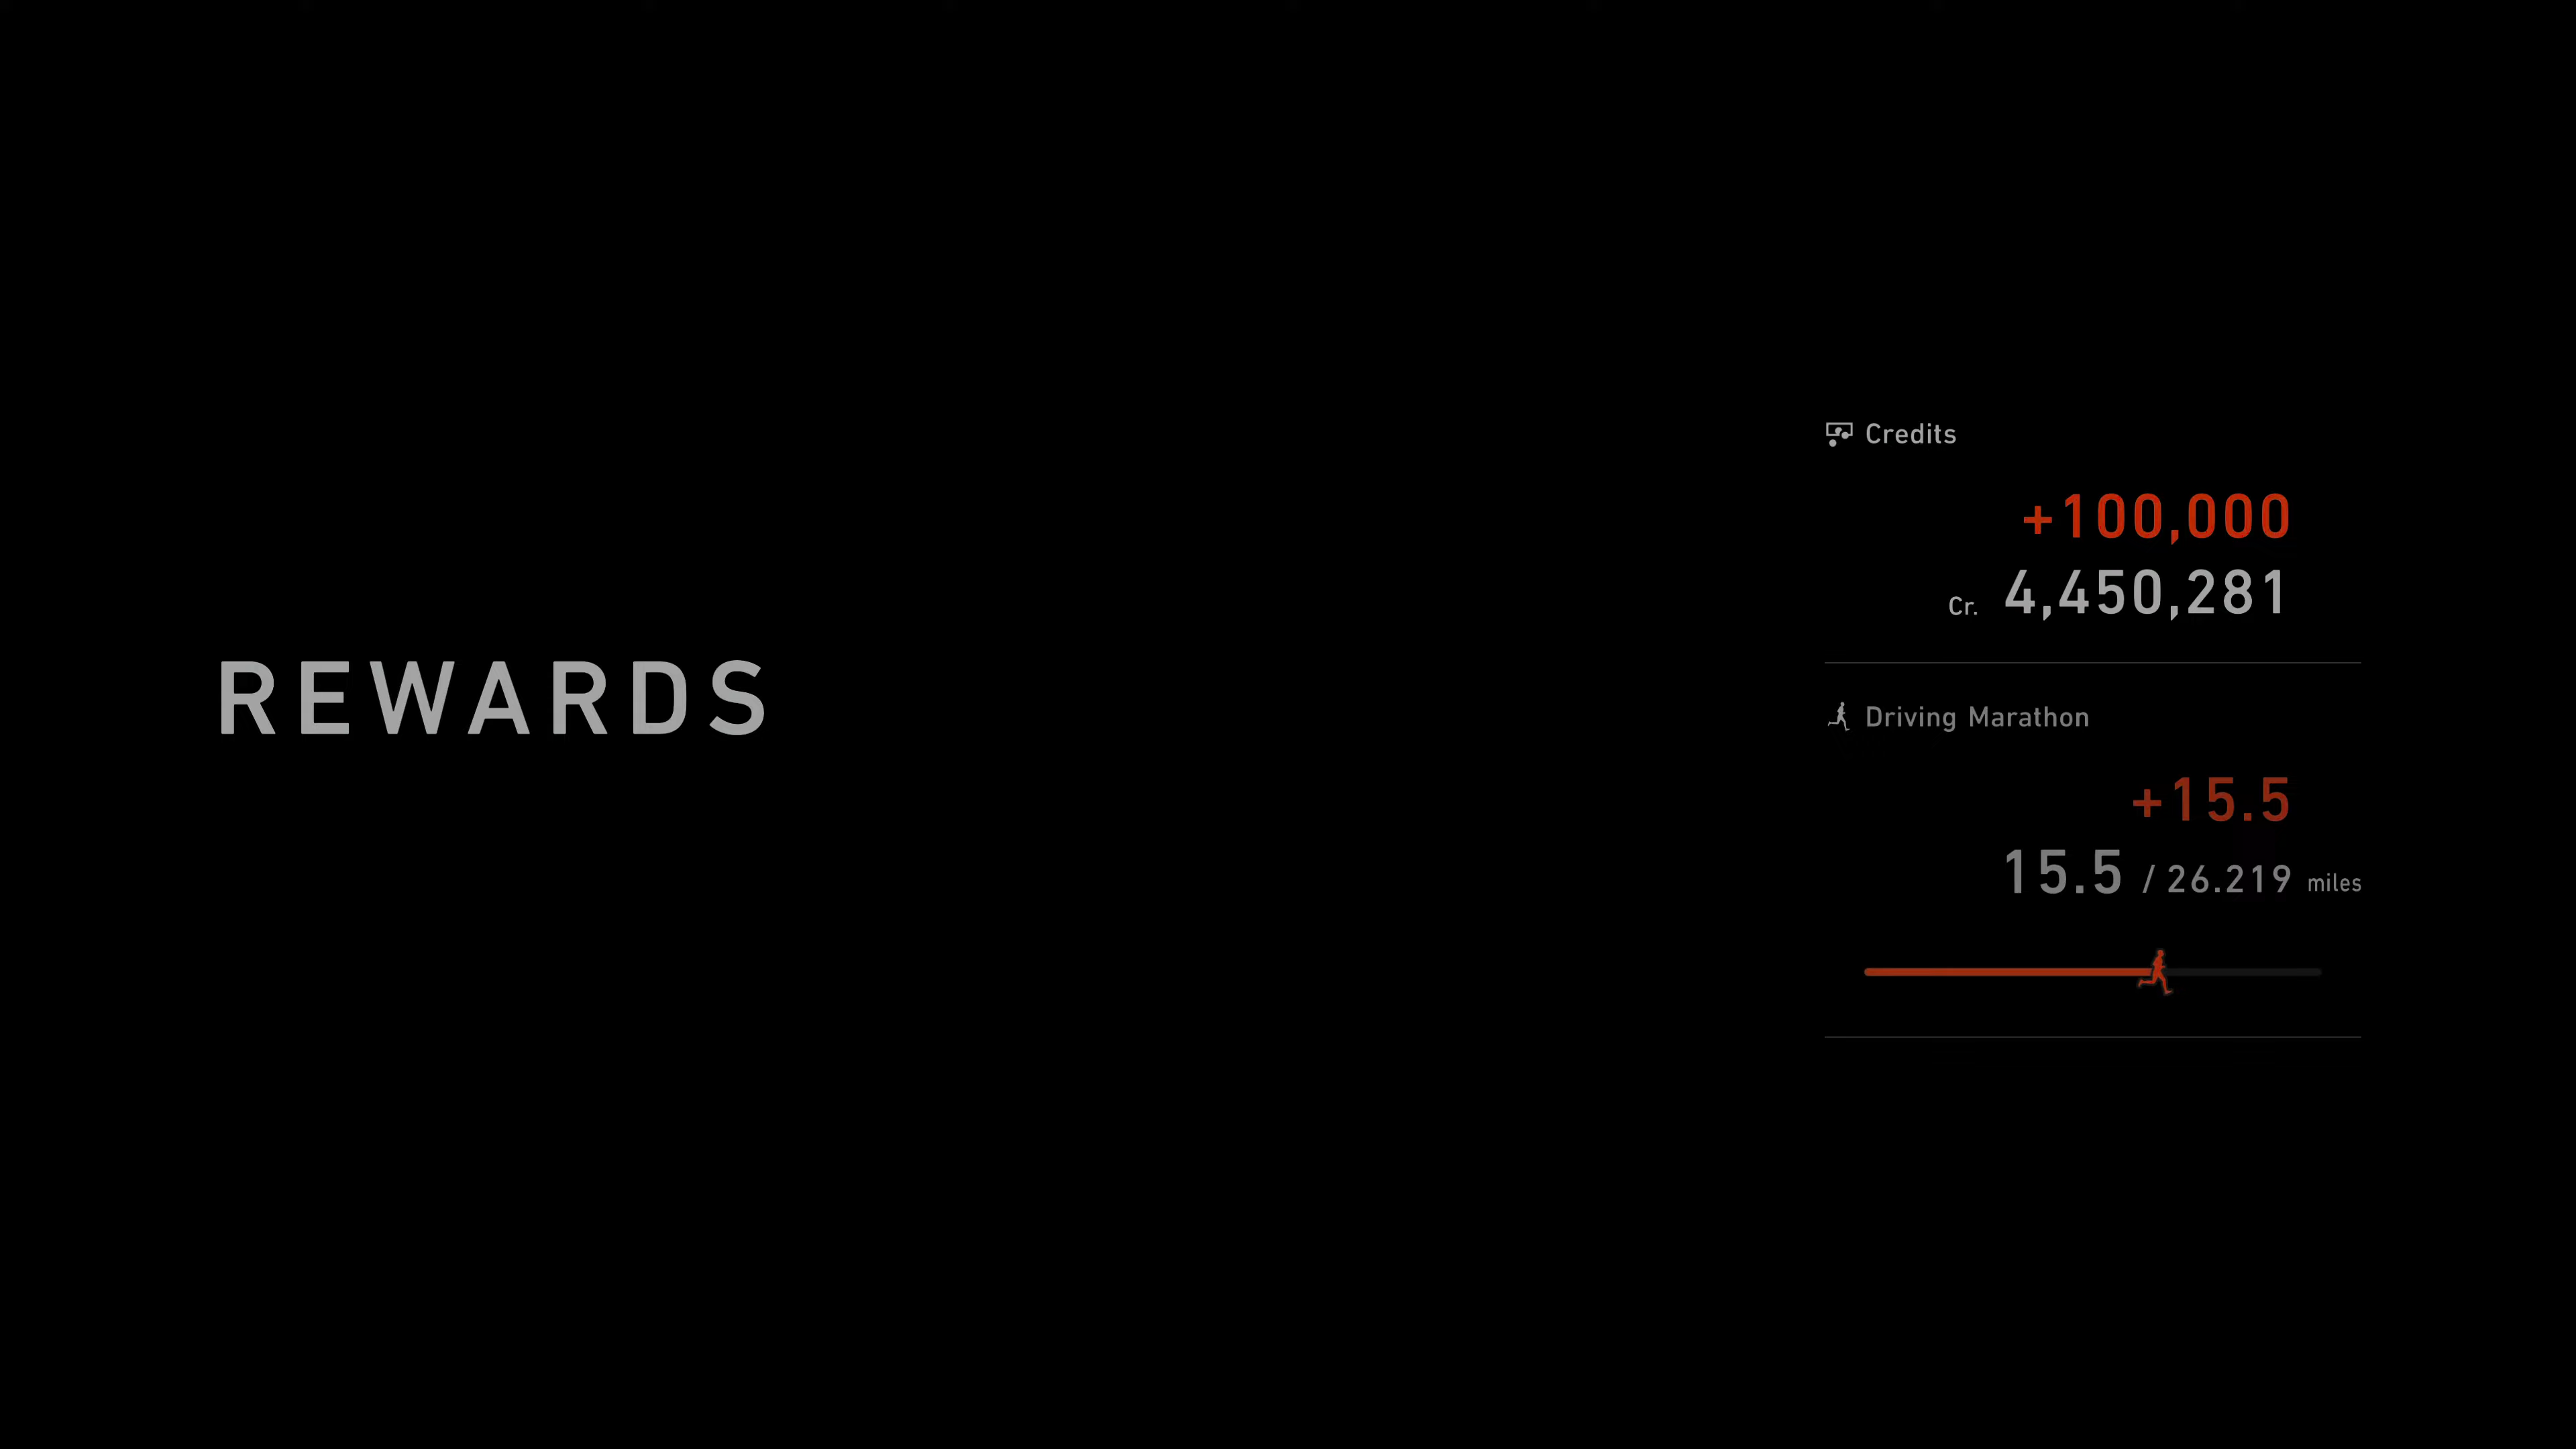 REWARDS
Credits
+100,000
Cr. 4,450,281
Driving Marathon
+15.5
15.5 / 26.219 miles